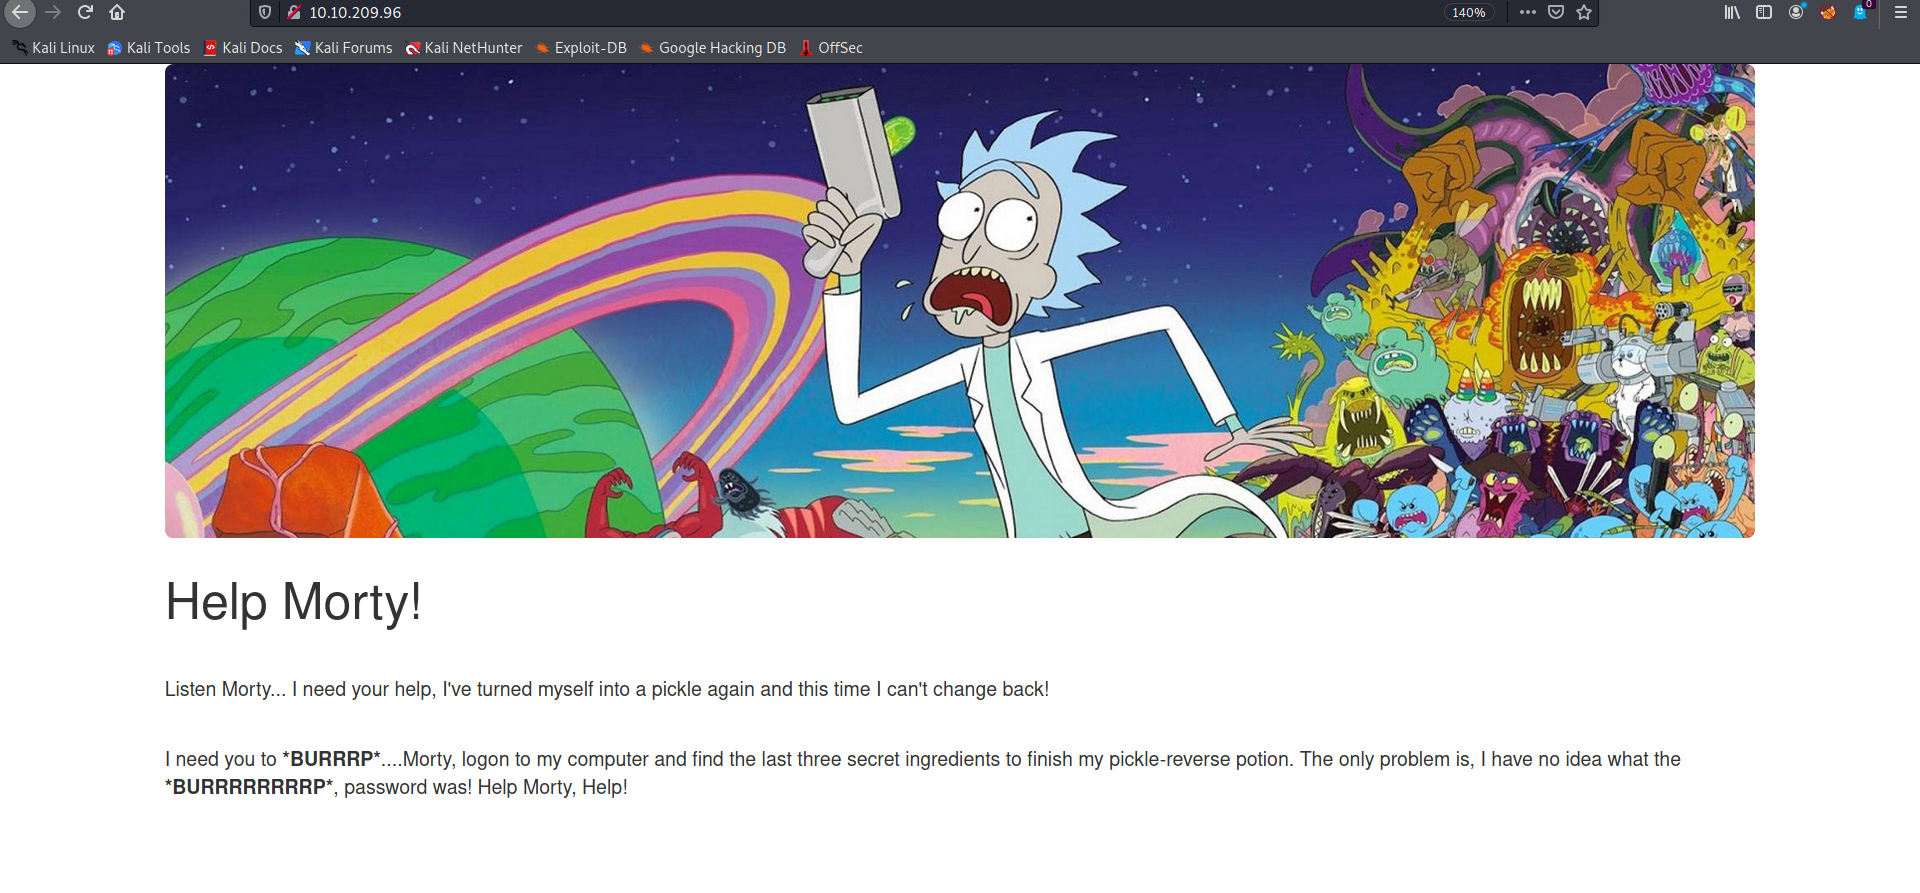 10.10.209.96
140%
0
Kali Linux
Kali Tools
Kali Docs
Kali Forums
Kali NetHunter
Exploit-DB
Google Hacking DB
OffSec
Help Morty!
Listen Morty... I need your help, I've turned myself into a pickle again and this time I can't change back!
I need you to *BURRRP*....Morty, logon to my computer and find the last three secret ingredients to finish my pickle-reverse potion. The only problem is, I have no idea what the
*BURRRRRRRRP*, password was! Help Morty, Help!